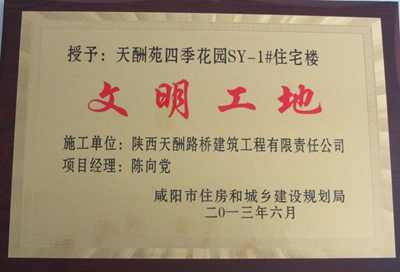 授予：天酬苑四季花园SY-1#住宅楼
文明工地
施工单位：陕西天酬路桥建筑工程有限责任公司
项目经理：陈向党
咸阳市住房和城乡建设规划局
二〇一三年六月